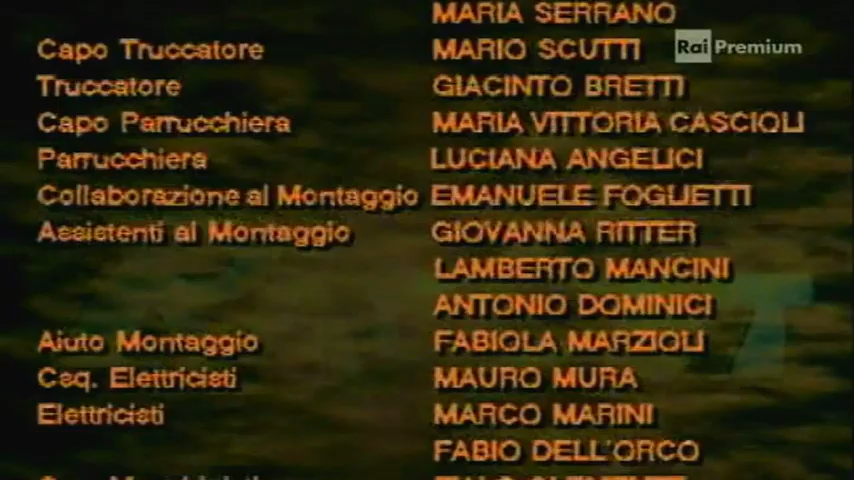 MARIA SERRANO
Capo Truccatore MARIO SCUTTI
Rai Premium
Truccatore GIACINTO BRETTI
Capo Parrucchiera MARIA VITTORIA CASCIOLI
Parrucchiera LUCIANA ANGELICI
Collaborazione al Montaggio EMANUELE FOGLIETTI
Assistenti al Montaggio GIOVANNA RITTER
LAMBERTO MANCINI
ANTONIO DOMINICI
Aiuto Montaggio FABIOLA MARZIOLI
Csq. Elettricisti MAURO MURA
Elettricisti MARCO MARINI
FABIO DELL'ORCO